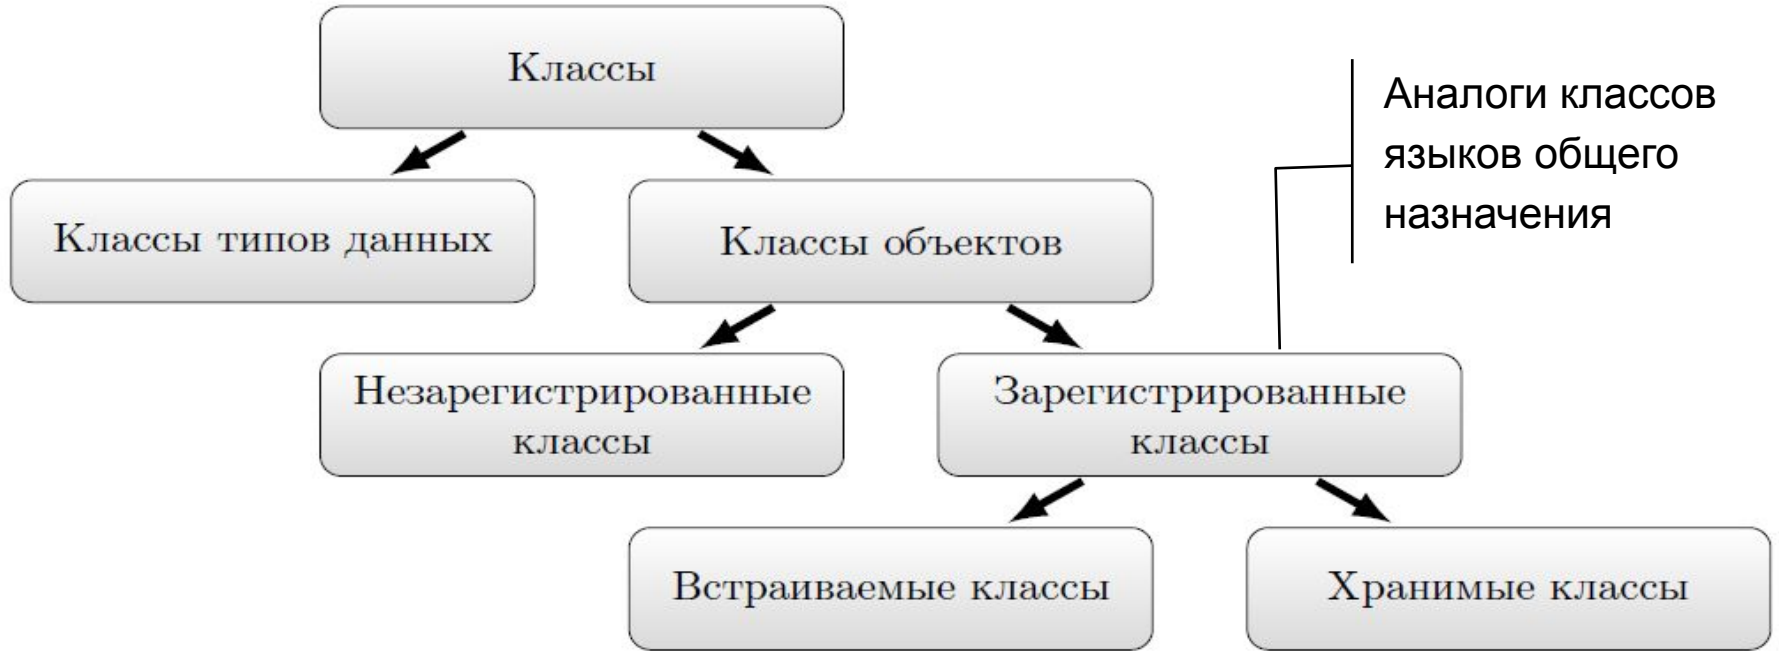 Классы
Аналоги классов
языков общего
назначения
Классы типов данных
Классы объектов
Незарегистрированные
классы
Зарегистрированные
классы
Встраиваемые классы
Хранимые классы